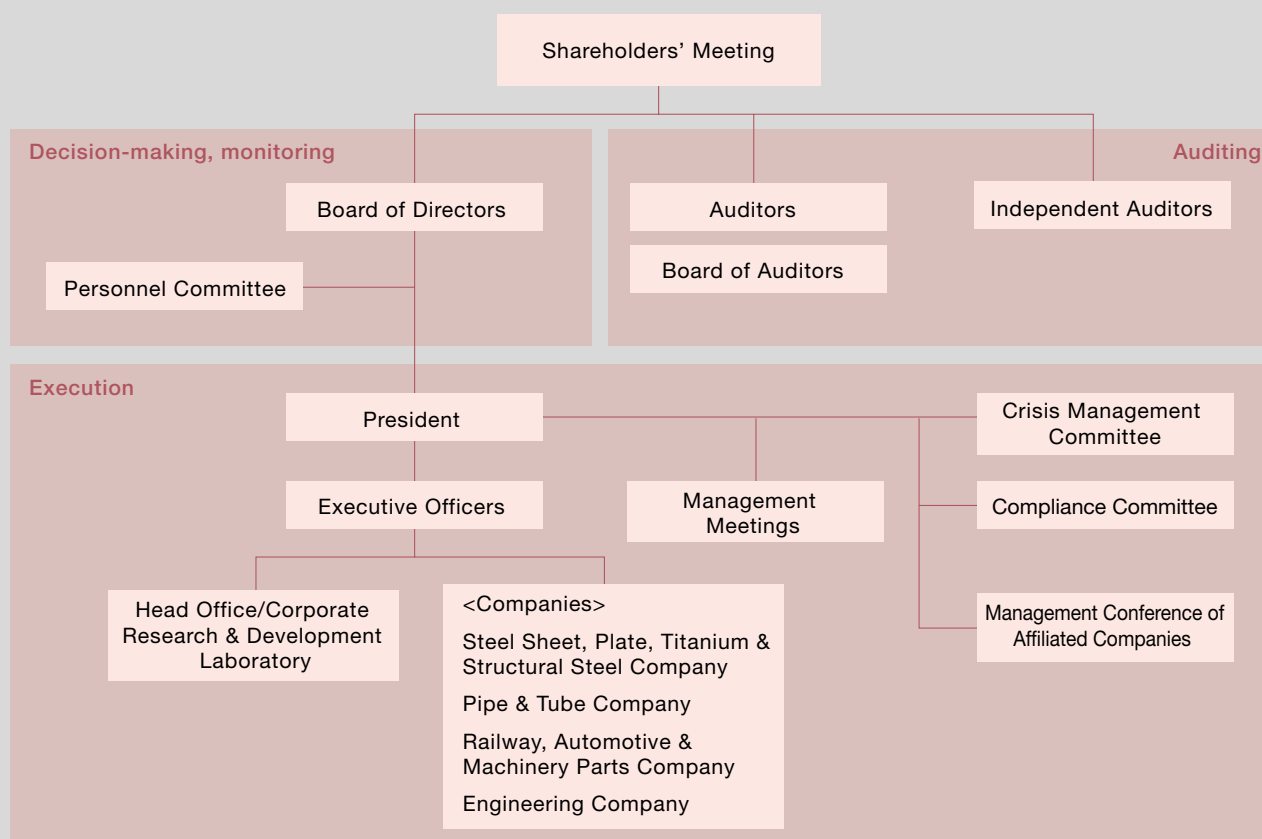 Shareholders’ Meeting
Decision-making, monitoring
Auditing
Board of Directors
Auditors
Independent Auditors
Board of Auditors
Personnel Committee
Execution
President
Crisis Management
Committee
Executive Officers
Management
Meetings
Compliance Committee
Head Office/Corporate
Research & Development
Laboratory
<Companies>
Steel Sheet, Plate, Titanium &
Structural Steel Company
Pipe & Tube Company
Railway, Automotive &
Machinery Parts Company
Engineering Company
Management Conference of
Affiliated Companies